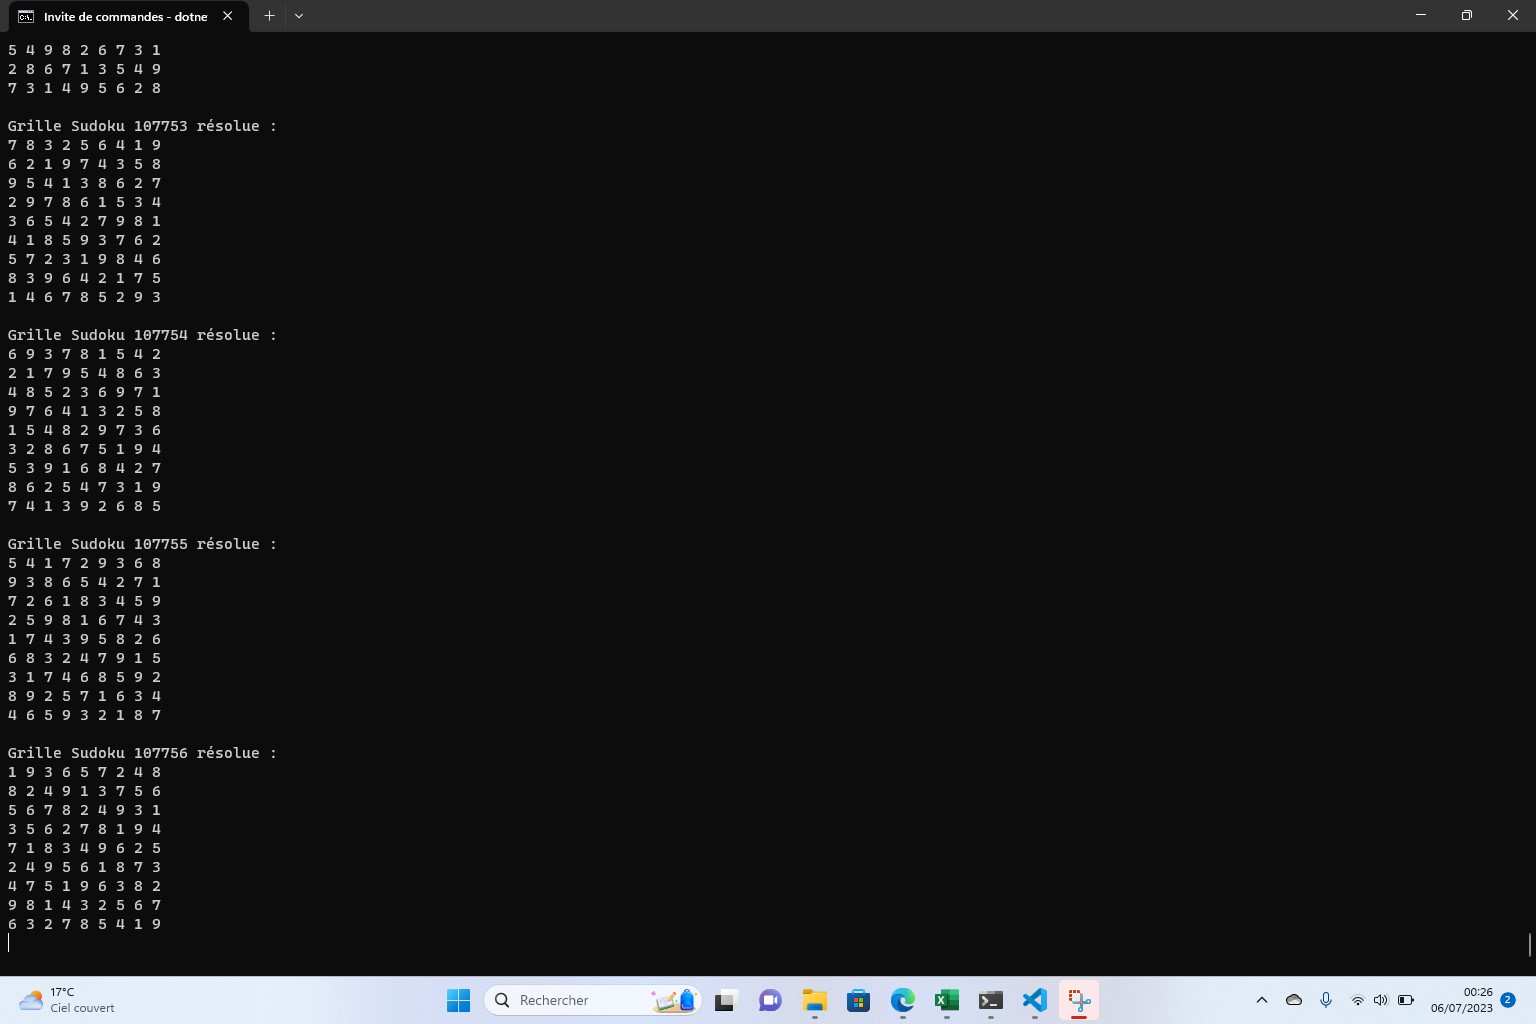 Invite de commandes - dotne
5 4 9 8 2 6 7 3 1
2 8 6 7 1 3 5 4 9
7 3 1 4 9 5 6 2 8
Grille Sudoku 107753 résolue :
7 8 3 2 5 6 4 1 9
6 2 1 9 7 4 3 5 8
9 5 4 1 3 8 6 2 7
2 9 7 8 6 1 5 3 4
3 6 5 4 2 7 9 8 1
4 1 8 5 9 3 7 6 2
5 7 2 3 1 9 8 4 6
8 3 9 6 4 2 1 7 5
1 4 6 7 8 5 2 9 3
Grille Sudoku 107754 résolue :
6 9 3 7 8 1 5 4 2
2 1 7 9 5 4 8 6 3
4 8 5 2 3 6 9 7 1
9 7 6 4 1 3 2 5 8
1 5 4 8 2 9 7 3 6
3 2 8 6 7 5 1 9 4
5 3 9 1 6 8 4 2 7
8 6 2 5 4 7 3 1 9
7 4 1 3 9 2 6 8 5
Grille Sudoku 107755 résolue :
5 4 1 7 2 9 3 6 8
9 3 8 6 5 4 2 7 1
7 2 6 1 8 3 4 5 9
2 5 9 8 1 6 7 4 3
1 7 4 3 9 5 8 2 6
6 8 3 2 4 7 9 1 5
3 1 7 4 6 8 5 9 2
8 9 2 5 7 1 6 3 4
4 6 5 9 3 2 1 8 7
Grille Sudoku 107756 résolue :
1 9 3 6 5 7 2 4 8
8 2 4 9 1 3 7 5 6
5 6 7 8 2 4 9 3 1
3 5 6 2 7 8 1 9 4
7 1 8 3 4 9 6 2 5
2 4 9 5 6 1 8 7 3
4 7 5 1 9 6 3 8 2
9 8 1 4 3 2 5 6 7
6 3 2 7 8 5 4 1 9
17°C
Ciel couvert
Rechercher
00:26
06/07/2023
2